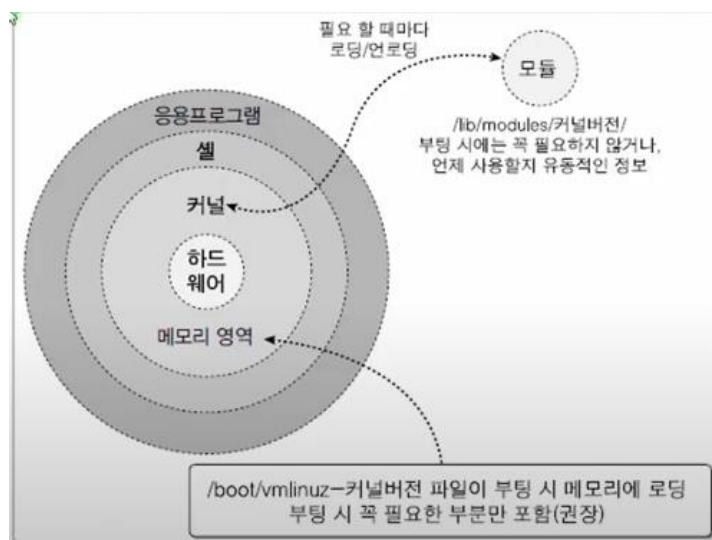 필요 할 때마다
로딩/언로딩
모듈
/lib/modules/커널버전/
부팅 시에는 꼭 필요하지 않거나,
언제 사용할지 유동적인 정보
응용프로그램
셸
커널
하드
웨어
메모리 영역
/boot/vmlinuz–커널버전 파일이 부팅 시 메모리에 로딩
부팅 시 꼭 필요한 부분만 포함(권장)